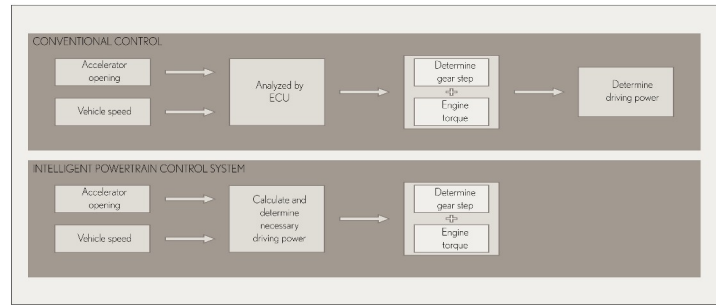 CONVENTIONAL CONTROL
Accelerator
opening
Vehicle speed
Analyzed by
ECU
Determine
gear step
Engine
torque
Determine
driving power
INTELLIGENT POWERTRAIN CONTROL SYSTEM
Accelerator
opening
Vehicle speed
Calculate and
determine
necessary
driving power
Determine
gear step
Engine
torque